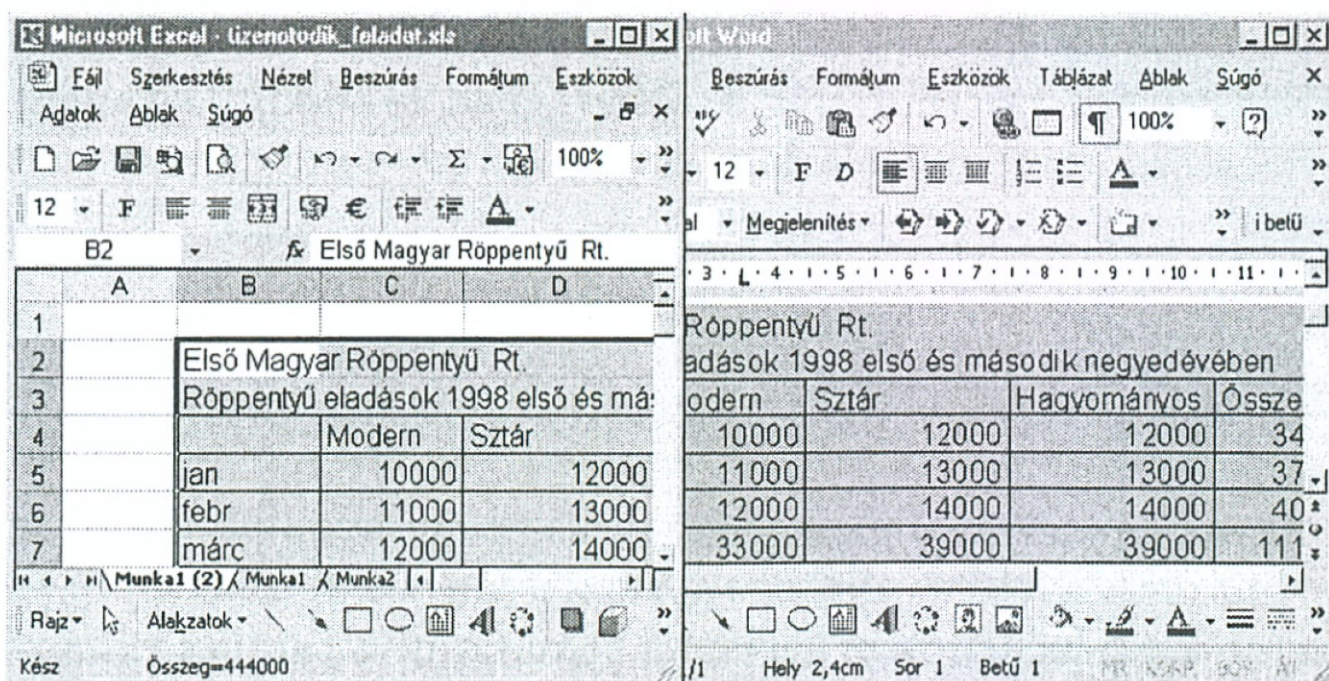 Microsoft Excel - tizenotodik_feladat.xls
Fájl Szerkesztés Nézet Beszúrás Formátum Eszközök
Adatok Ablak Súgó
100%
12 F
B2 fx Első Magyar Röppentyű Rt.
A B C D
1
2 Első Magyar Röppentyű Rt.
3 Röppentyű eladások 1998 első és más
4 Modern Sztár
5 jan 10000 12000
6 febr 11000 13000
7 márc 12000 14000
Munka1 (2) Munka1 Munka2
Rajz Alakzatok
Kész Összeg=444000
oft Word
Beszúrás Formátum Eszközök Táblázat Ablak Súgó
100%
12 F D
al Megjelenítés i betű
3 4 5 6 7 8 9 10 11
Röppentyű Rt.
adások 1998 első és második negyedévében
odern Sztár Hagyományos Össze
10000 12000 12000 34
11000 13000 13000 37
12000 14000 14000 40
33000 39000 39000 111
/1 Hely 2,4cm Sor 1 Betű 1